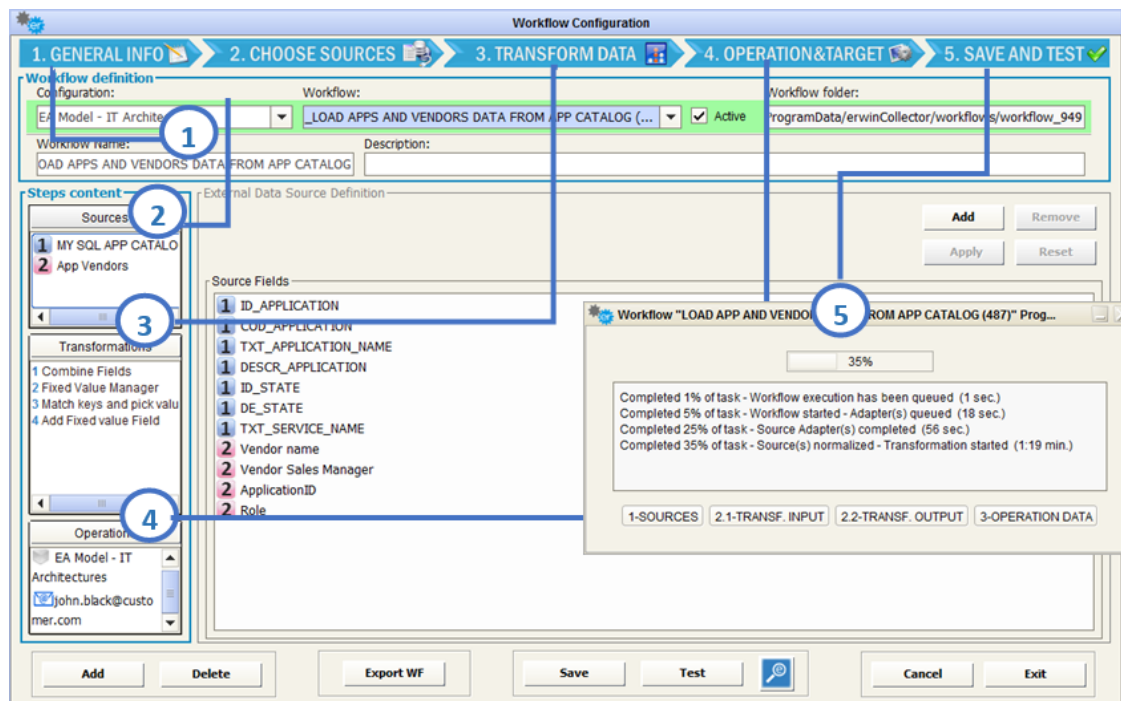 Workflow Configuration
1. GENERAL INFO 2. CHOOSE SOURCES 3. TRANSFORM DATA 4. OPERATION&TARGET 5. SAVE AND TEST
Workflow definition
Configuration: Workflow: Workflow folder:
EA Model - IT Archite _LOAD APPS AND VENDORS DATA FROM APP CATALOG (... Active ProgramData/erwinCollector/workflows/workflow_949
1
Workflow Name: Description:
OAD APPS AND VENDORS DATA FROM APP CATALOG
Steps content External Data Source Definition
2
Sources
Add Remove
1 MY SQL APP CATALO
2 App Vendors
Apply Reset
Source Fields
1 ID_APPLICATION
1 COD_APPLICATION
1 TXT_APPLICATION_NAME
1 DESCR_APPLICATION
1 ID_STATE
1 DE_STATE
1 TXT_SERVICE_NAME
2 Vendor name
2 Vendor Sales Manager
2 ApplicationID
2 Role
3
Transformations
1 Combine Fields
2 Fixed Value Manager
3 Match keys and pick valu
4 Add Fixed value Field
4
Operation
EA Model - IT
Architectures
john.black@custo
mer.com
5
er Workflow "LOAD APP AND VENDOR ROM APP CATALOG (487)" Prog...
35%
Completed 1% of task - Workflow execution has been queued (1 sec.)
Completed 5% of task - Workflow started - Adapter(s) queued (18 sec.)
Completed 25% of task - Source Adapter(s) completed (56 sec.)
Completed 35% of task - Source(s) normalized - Transformation started (1:19 min.)
1-SOURCES 2.1-TRANSF. INPUT 2.2-TRANSF. OUTPUT 3-OPERATION DATA
Add Delete Export WF Save Test Cancel Exit